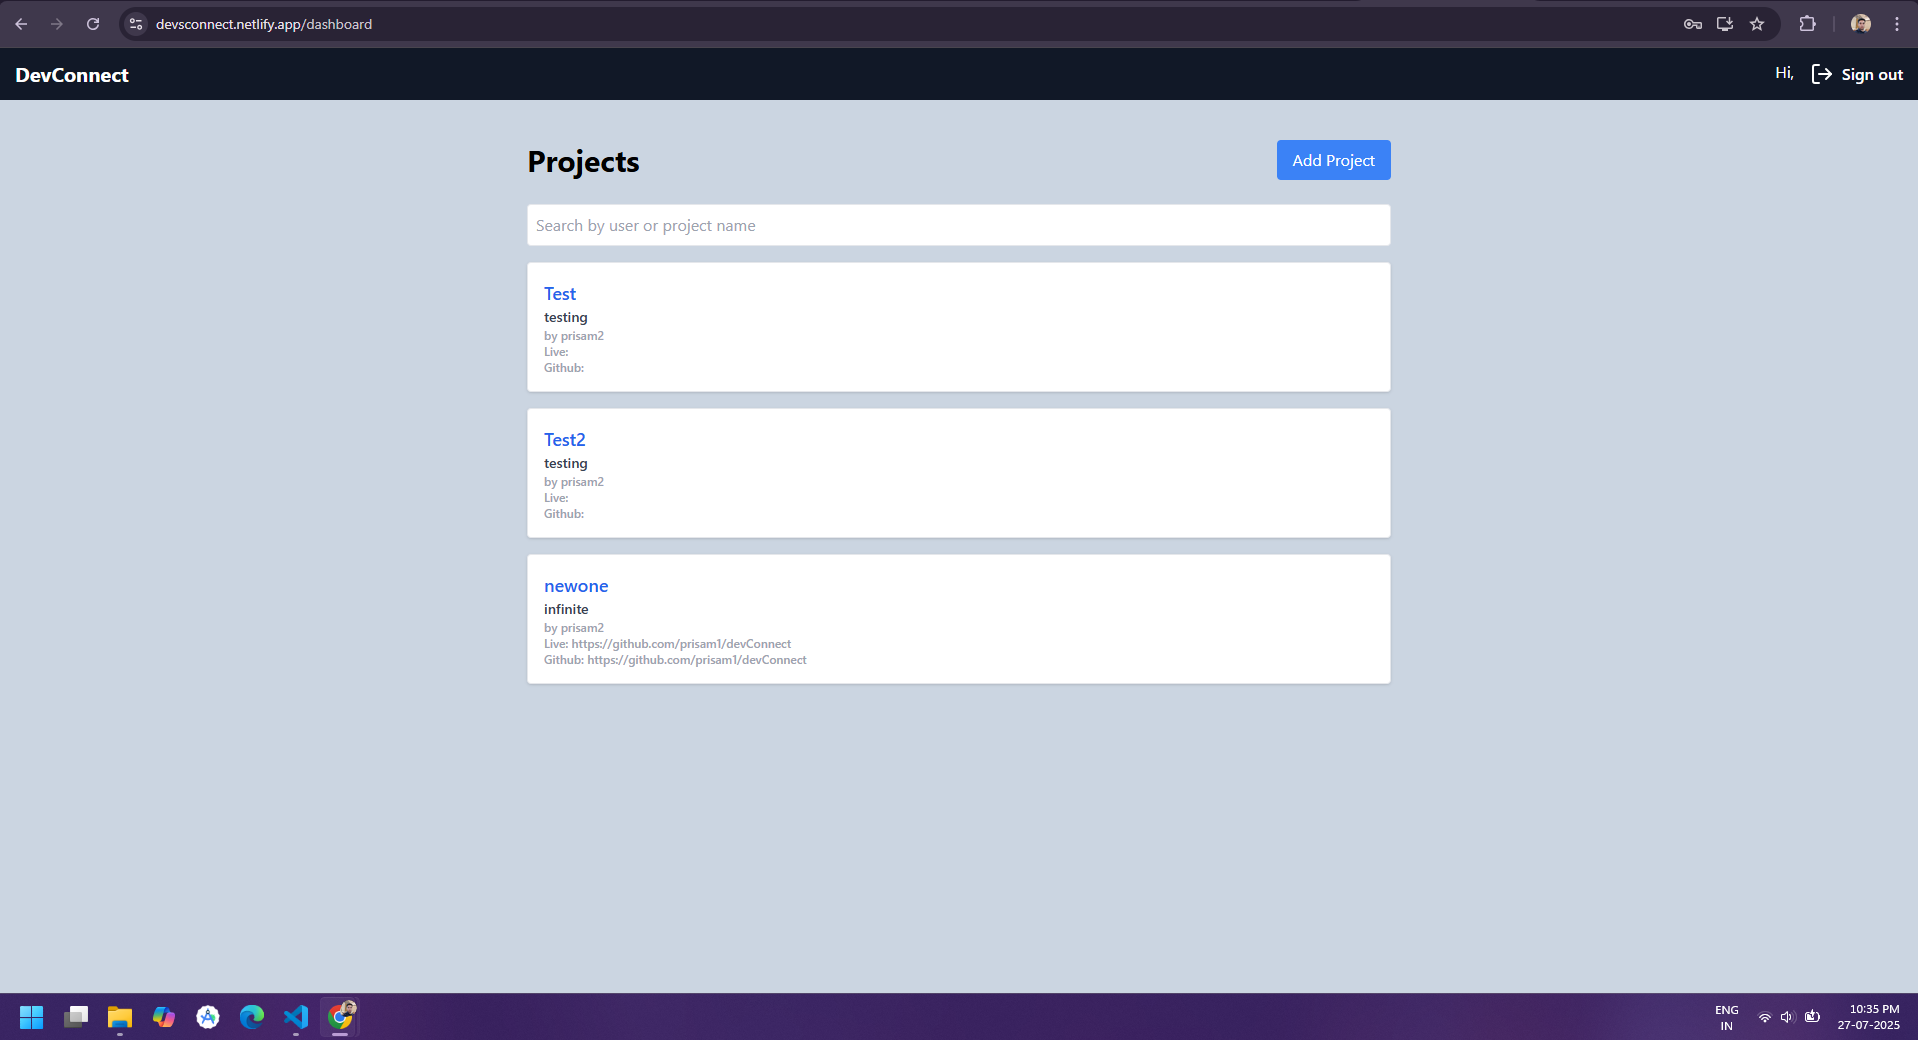 devsconnect.netlify.app/dashboard
DevConnect
Hi,
Sign out
Projects
Add Project
Search by user or project name
Test
testing
by prisam2
Live:
Github:
Test2
testing
by prisam2
Live:
Github:
newone
infinite
by prisam2
Live: https://github.com/prisam1/devConnect
Github: https://github.com/prisam1/devConnect
ENG
IN
10:35 PM
27-07-2025